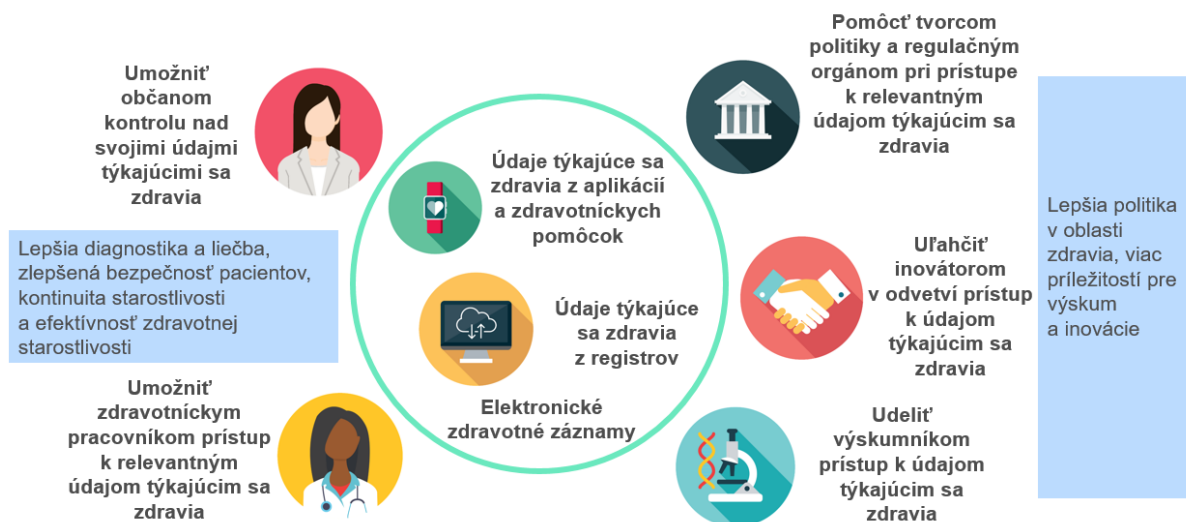 Umožniť
občanom
kontrolu nad
svojimi údajmi
týkajúcimi sa
zdravia
Lepšia diagnostika a liečba,
zlepšená bezpečnosť pacientov,
kontinuita starostlivosti
a efektívnosť zdravotnej
starostlivosti
Umožniť
zdravotníckym
pracovníkom prístup
k relevantným
údajom týkajúcim sa
zdravia
Údaje týkajúce sa
zdravia z aplikácií
a zdravotníckych
pomôcok
Údaje týkajúce
sa zdravia
z registrov
Elektronické
zdravotné záznamy
Pomôcť tvorcom
politiky a regulačným
orgánom pri prístupe
k relevantným
údajom týkajúcim sa
zdravia
Uľahčiť
inovátorom
v odvetví prístup
k údajom
týkajúcim sa
zdravia
Udeliť
výskumníkom
prístup k údajom
týkajúcim sa
zdravia
Lepšia politika
v oblasti
zdravia, viac
príležitostí pre
výskum
a inovácie